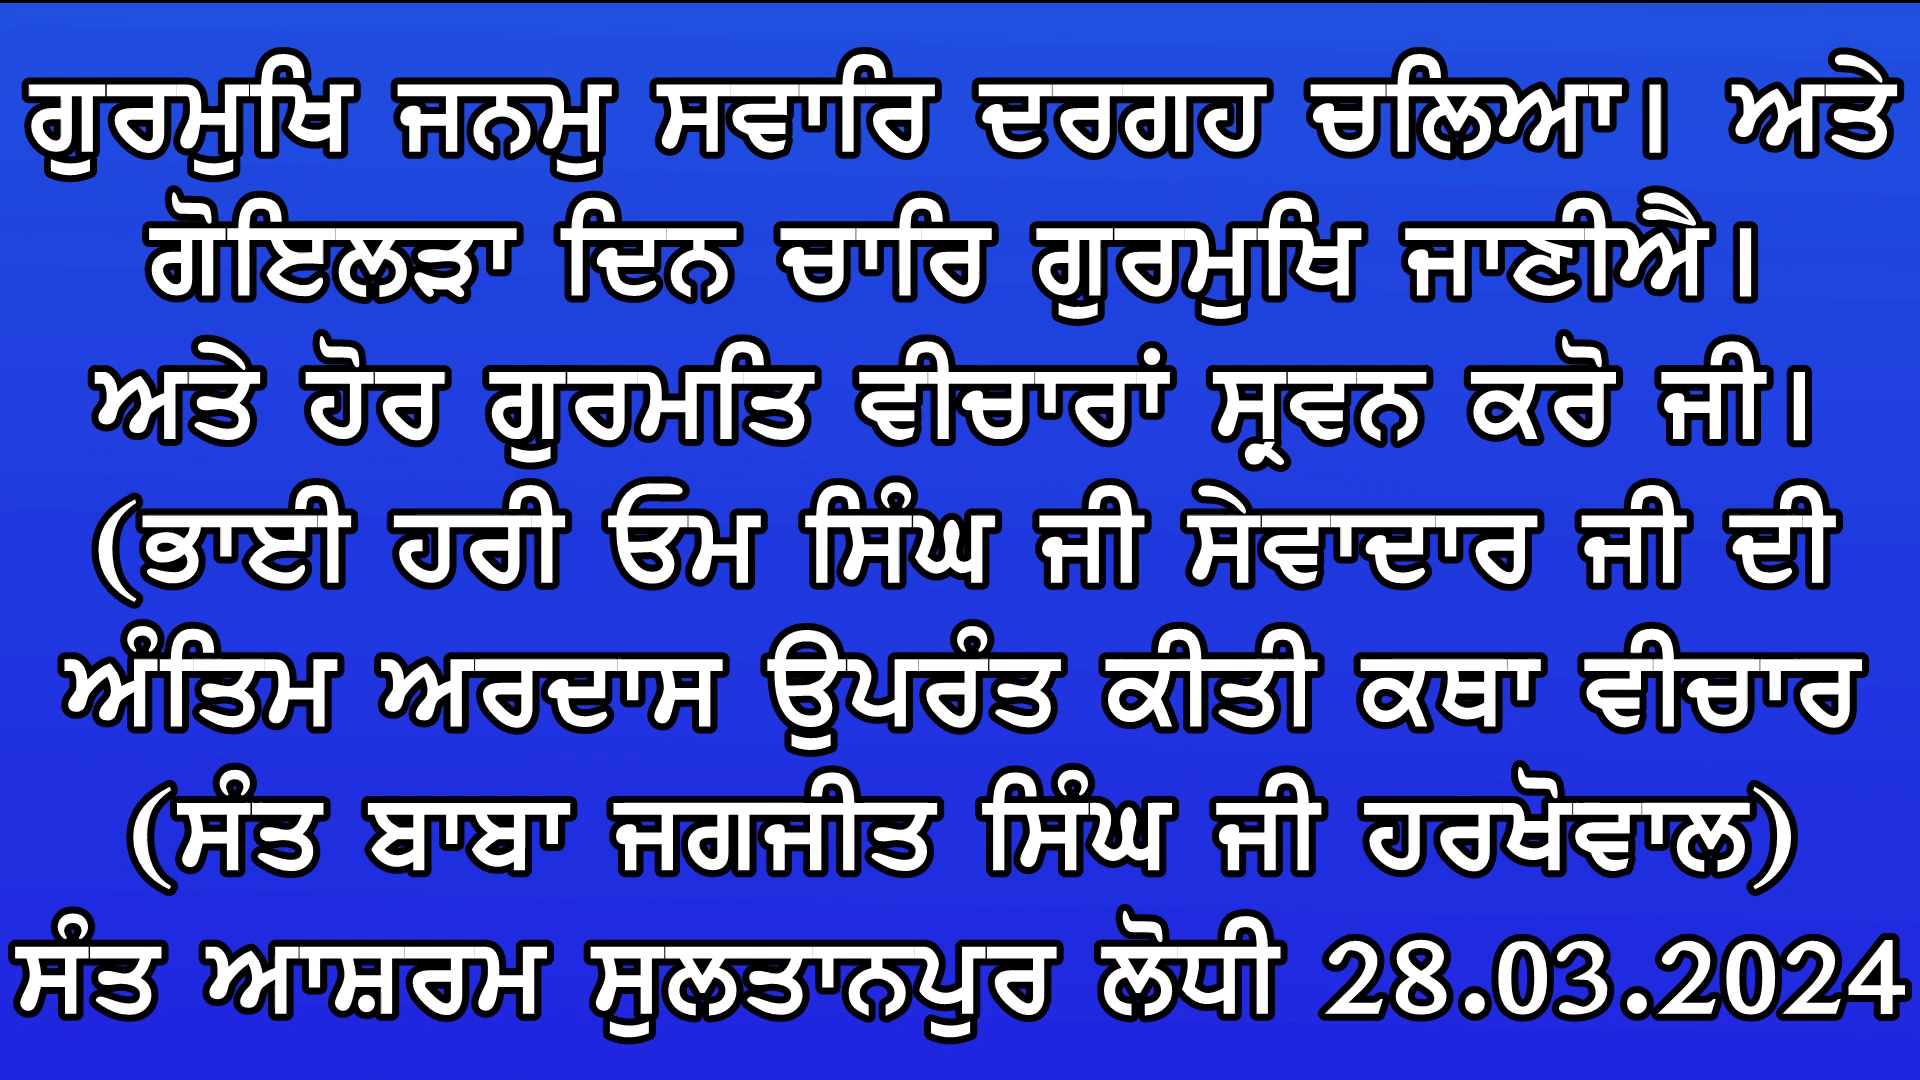 ਗੁਰਮੁਖਿ ਜਨਮੁ ਸਵਾਰਿ ਦਰਗਹ ਚਲਿਆ। ਅਤੇ
ਗੋਇਲੜਾ ਦਿਨ ਚਾਰਿ ਗੁਰਮੁਖਿ ਜਾਣੀਐ।
ਅਤੇ ਹੋਰ ਗੁਰਮਤਿ ਵੀਚਾਰਾਂ ਸ੍ਰਵਨ ਕਰੋ ਜੀ।
(ਭਾਈ ਹਰੀ ਓਮ ਸਿੰਘ ਜੀ ਸੇਵਾਦਾਰ ਜੀ ਦੀ
ਅੰਤਿਮ ਅਰਦਾਸ ਉਪਰੰਤ ਕੀਤੀ ਕਥਾ ਵੀਚਾਰ
(ਸੰਤ ਬਾਬਾ ਜਗਜੀਤ ਸਿੰਘ ਜੀ ਹਰਖੋਵਾਲ)
ਸੰਤ ਆਸ਼ਰਮ ਸੁਲਤਾਨਪੁਰ ਲੋਧੀ 28.03.2024